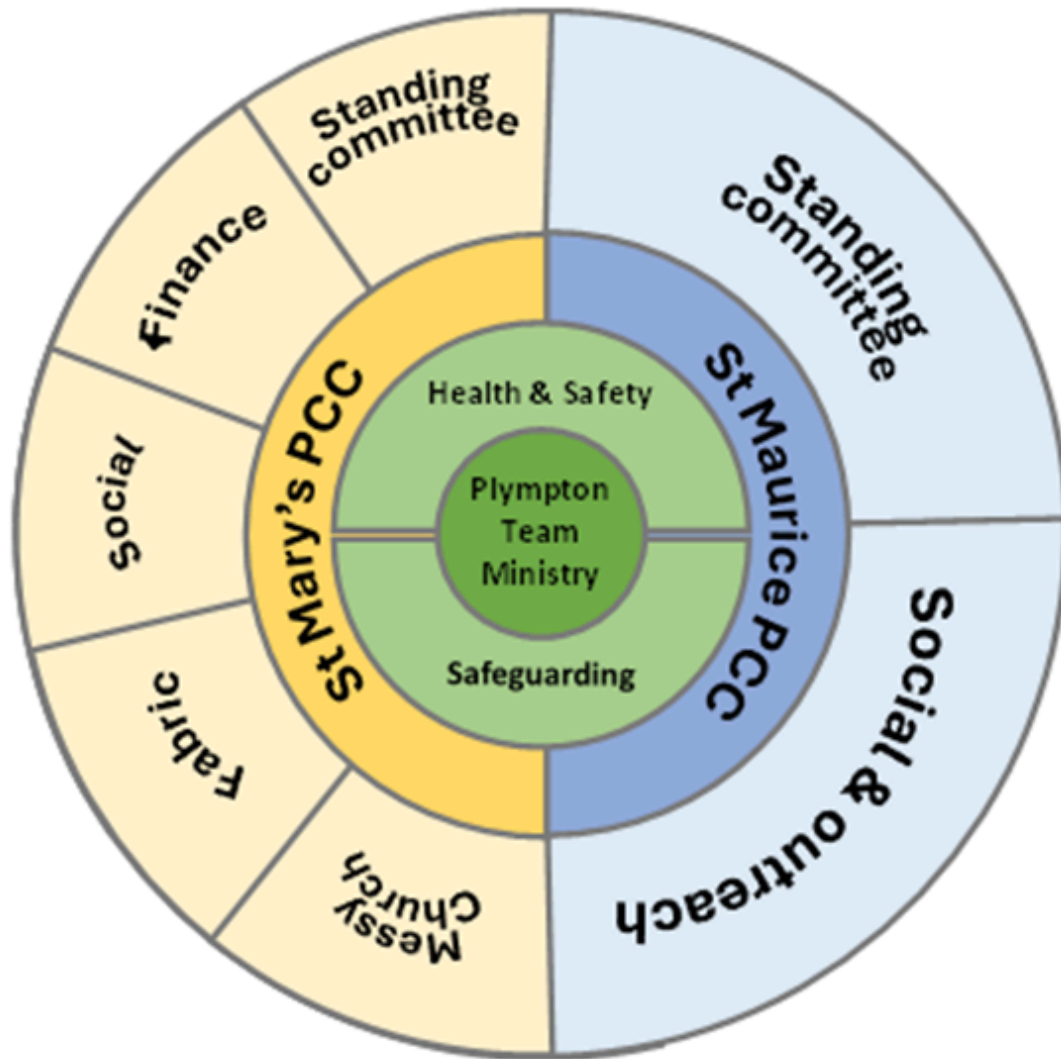 Standing
committee
Finance
Social
Fabric
Messy
Church
St Mary's PCC
Health & Safety
Plympton
Team
Ministry
Safeguarding
St Maurice PCC
Standing
committee
Social & outreach